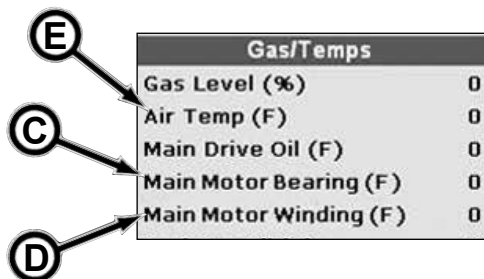 E
Gas/Temps
Gas Level (%) 0
Air Temp (F) 0
C
Main Drive Oil (F) 0
Main Motor Bearing (F) 0
Main Motor Winding (F) 0
D